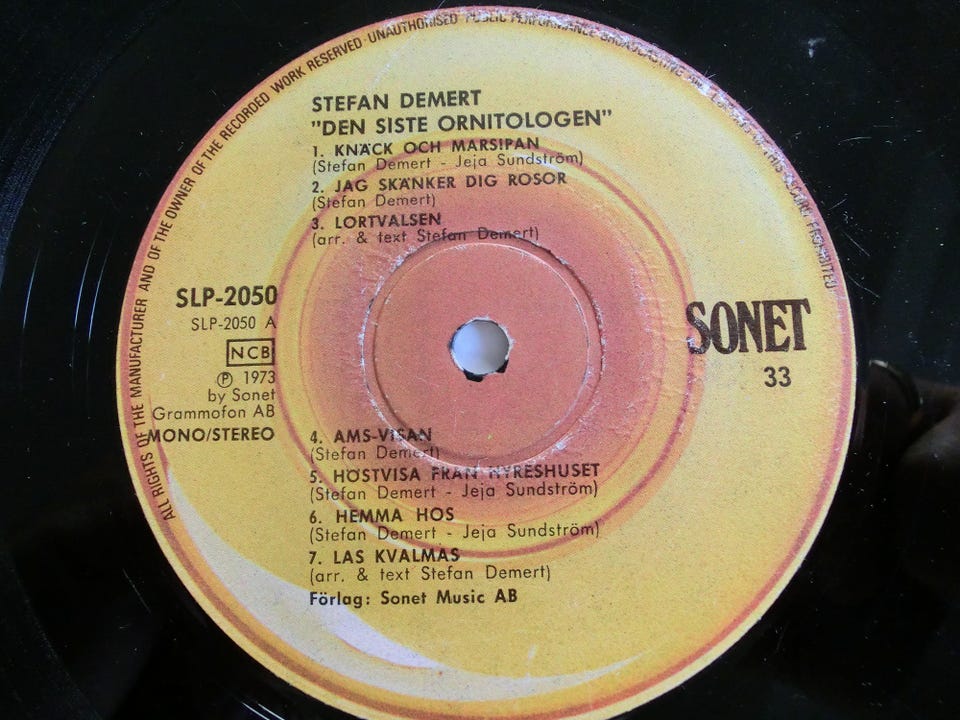 ALL RIGHTS OF THE MANUFACTURER AND OF THE OWNER OF THE RECORDED WORK RESERVED UNAUTHORISED PUBLIC PERFORMANCE BROADCASTING PROHIBITED
STEFAN DEMERT
"DEN SISTE ORNITOLOGEN"
1. KNÄCK OCH MARSIPAN
(Stefan Demert - Jeja Sundström)
2. JAG SKÄNKER DIG ROSOR
(Stefan Demert)
3. LORTVALSEN
(arr. & text Stefan Demert)
SLP-2050
SLP-2050 A
NCB
Ⓟ 1973
by Sonet
Grammofon AB
MONO/STEREO
SONET
33
4. AMS-VISAN
(Stefan Demert)
5. HÖSTVISA FRÅN HYRESHUSET
(Stefan Demert - Jeja Sundström)
6. HEMMA HOS
(Stefan Demert - Jeja Sundström)
7. LAS KVALMAS
(arr. & text Stefan Demert)
Förlag: Sonet Music AB